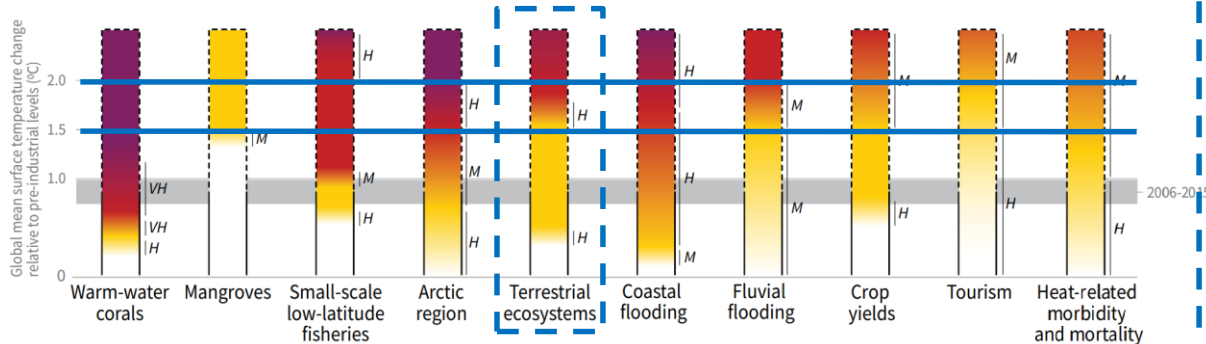 Global mean surface temperature change
relative to pre-industrial levels (ºC)
2.0
1.5
1.0
0
2006-2015
VH
VH
H
M
H
M
H
H
M
H
H
H
H
H
M
M
M
M
H
M
H
M
H
Warm-water
corals
Mangroves
Small-scale
low-latitude
fisheries
Arctic
region
Terrestrial
ecosystems
Coastal
flooding
Fluvial
flooding
Crop
yields
Tourism
Heat-related
morbidity
and mortality